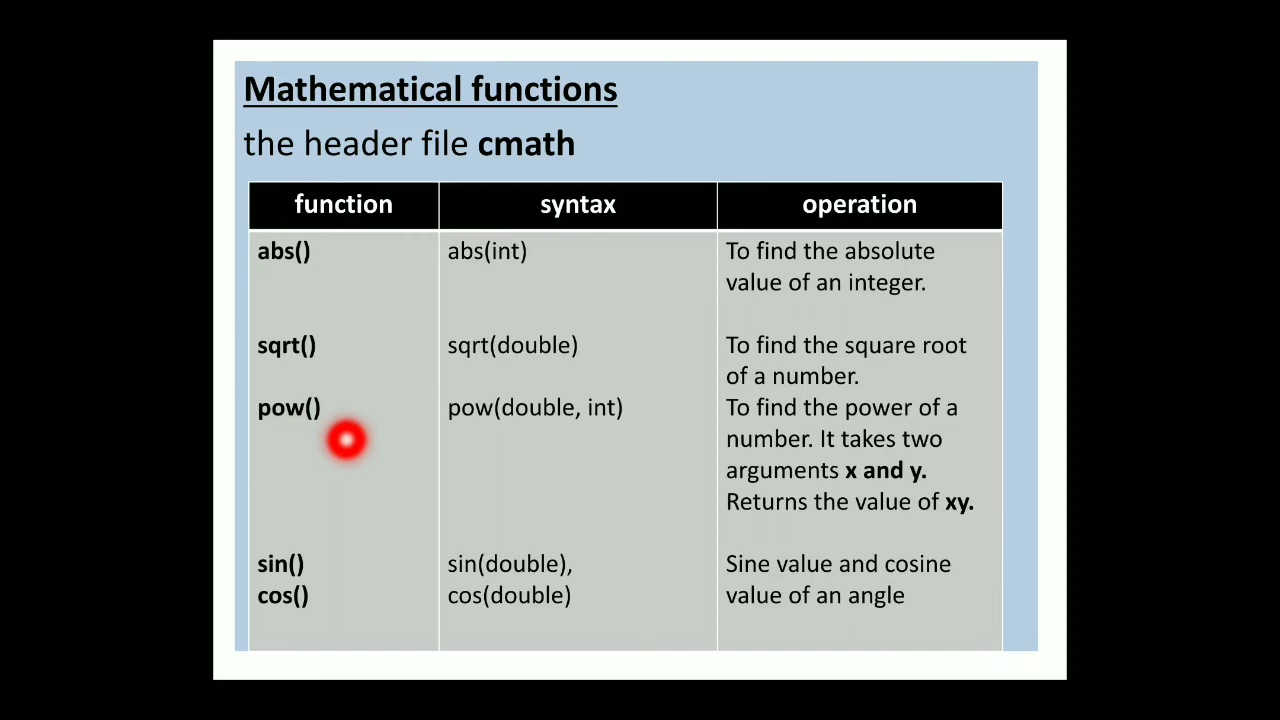 Mathematical functions
the header file cmath
function syntax operation
abs() abs(int) To find the absolute
value of an integer.
sqrt() sqrt(double) To find the square root
of a number.
pow() pow(double, int) To find the power of a
number. It takes two
arguments x and y.
Returns the value of xy.
sin() sin(double), Sine value and cosine
cos() cos(double) value of an angle